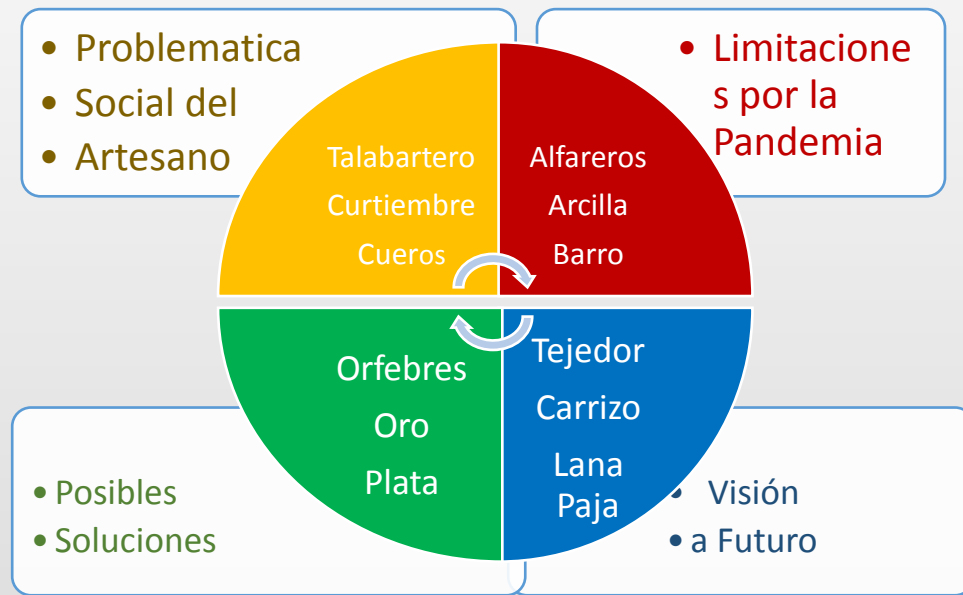 • Problematica
• Social del
• Artesano
• Limitacione
s por la
Pandemia
Talabartero
Curtiembre
Cueros
Alfareros
Arcilla
Barro
Orfebres
Oro
Plata
Tejedor
Carrizo
Lana
Paja
• Posibles
• Soluciones
• Visión
• a Futuro